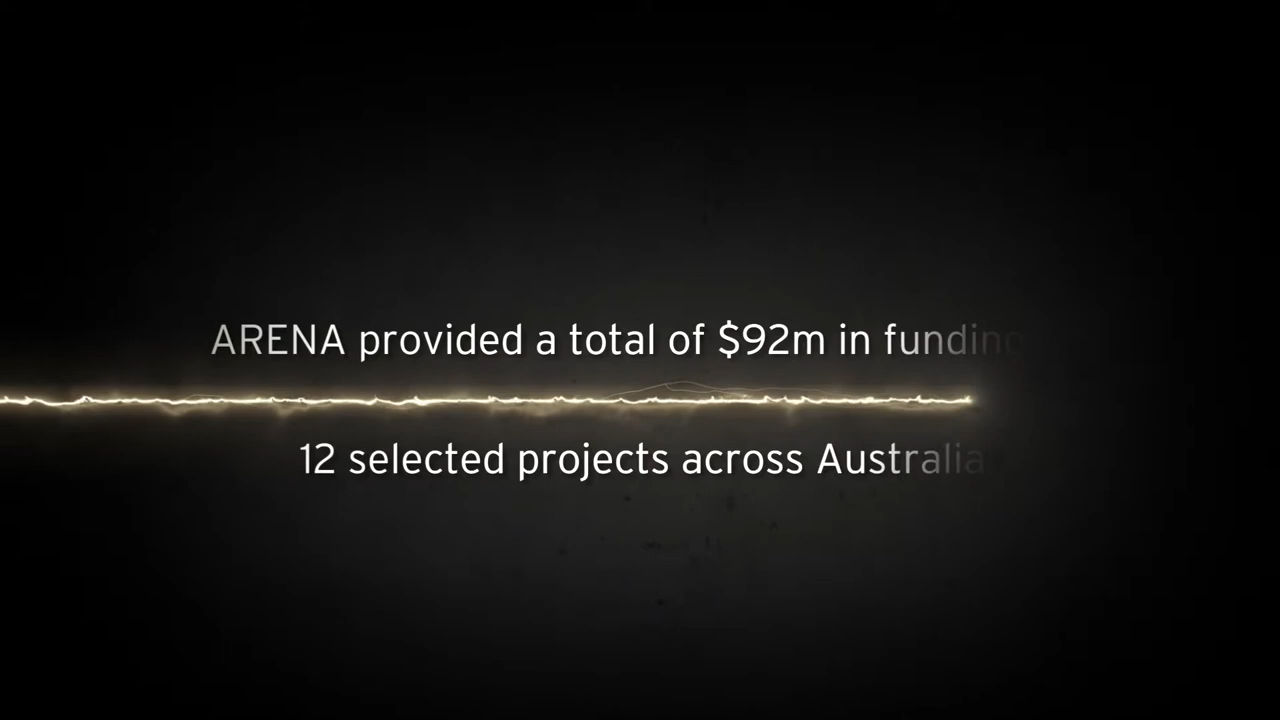 ARENA provided a total of $92m in funding
12 selected projects across Australia